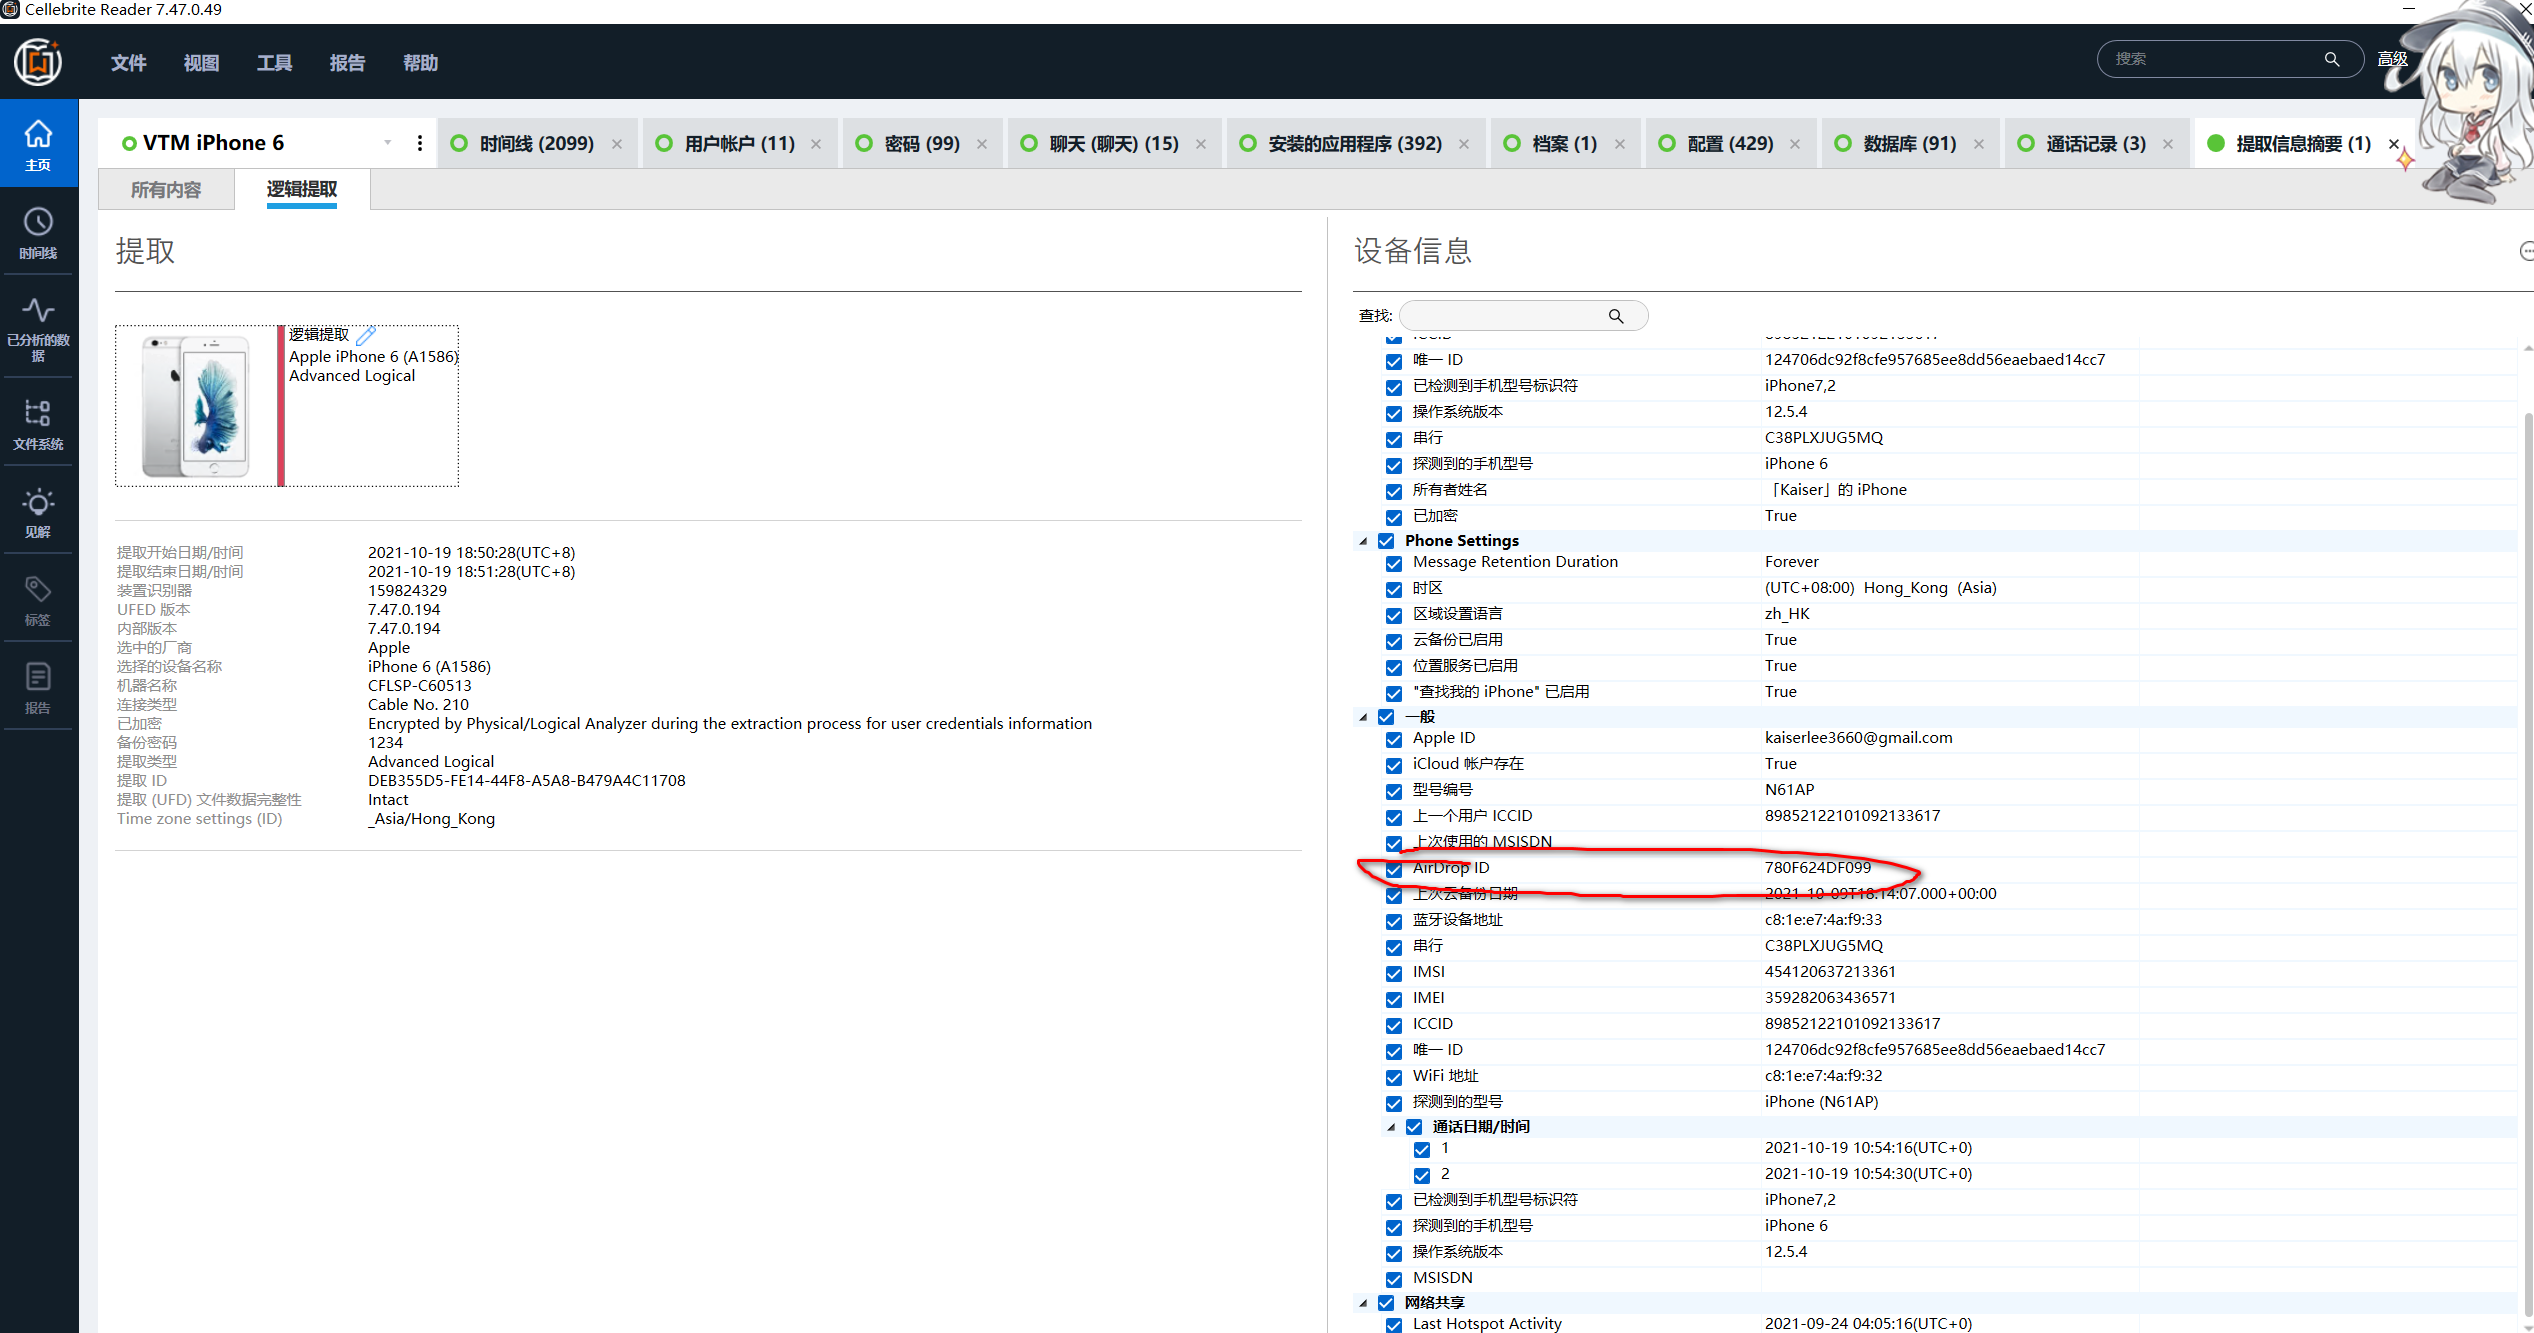 Cellebrite Reader 7.47.0.49
文件 视图 工具 报告 帮助
搜索
高级
主页
时间线
已分析的数据
文件系统
见解
标签
报告
VTM iPhone 6
时间线 (2099)
用户帐户 (11)
密码 (99)
聊天 (聊天) (15)
安装的应用程序 (392)
档案 (1)
配置 (429)
数据库 (91)
通话记录 (3)
提取信息摘要 (1)
所有内容 逻辑提取
提取
逻辑提取
Apple iPhone 6 (A1586)
Advanced Logical
提取开始日期/时间 2021-10-19 18:50:28(UTC+8)
提取结束日期/时间 2021-10-19 18:51:28(UTC+8)
装置识别器 159824329
UFED 版本 7.47.0.194
内部版本 7.47.0.194
选中的厂商 Apple
选择的设备名称 iPhone 6 (A1586)
机器名称 CFLSP-C60513
连接类型 Cable No. 210
已加密 Encrypted by Physical/Logical Analyzer during the extraction process for user credentials information
备份密码 1234
提取类型 Advanced Logical
提取 ID DEB355D5-FE14-44F8-A5A8-B479A4C11708
提取 (UFD) 文件数据完整性 Intact
Time zone settings (ID) _Asia/Hong_Kong
设备信息
查找:
ICCID 89852122101092133617
唯一 ID 124706dc92f8cfe957685ee8dd56eaebaed14cc7
已检测到手机型号标识符 iPhone7,2
操作系统版本 12.5.4
串行 C38PLXJUG5MQ
探测到的手机型号 iPhone 6
所有者姓名 「Kaiser」的 iPhone
已加密 True
Phone Settings
Message Retention Duration Forever
时区 (UTC+08:00) Hong_Kong (Asia)
区域设置语言 zh_HK
云备份已启用 True
位置服务已启用 True
"查找我的 iPhone" 已启用 True
一般
Apple ID kaiserlee3660@gmail.com
iCloud 帐户存在 True
型号编号 N61AP
上一个用户 ICCID 89852122101092133617
上次使用的 MSISDN
AirDrop ID 780F624DF099
上次云备份日期 2021-10-09T18:14:07.000+00:00
蓝牙设备地址 c8:1e:e7:4a:f9:33
串行 C38PLXJUG5MQ
IMSI 454120637213361
IMEI 359282063436571
ICCID 89852122101092133617
唯一 ID 124706dc92f8cfe957685ee8dd56eaebaed14cc7
WiFi 地址 c8:1e:e7:4a:f9:32
探测到的型号 iPhone (N61AP)
通话日期/时间
1 2021-10-19 10:54:16(UTC+0)
2 2021-10-19 10:54:30(UTC+0)
已检测到手机型号标识符 iPhone7,2
探测到的手机型号 iPhone 6
操作系统版本 12.5.4
MSISDN
网络共享
Last Hotspot Activity 2021-09-24 04:05:16(UTC+0)